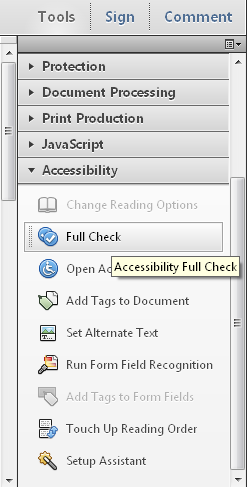 Tools Sign Comment
Protection
Document Processing
Print Production
JavaScript
Accessibility
Change Reading Options
Full Check
Open Ac
Accessibility Full Check
Add Tags to Document
Set Alternate Text
Run Form Field Recognition
Add Tags to Form Fields
Touch Up Reading Order
Setup Assistant